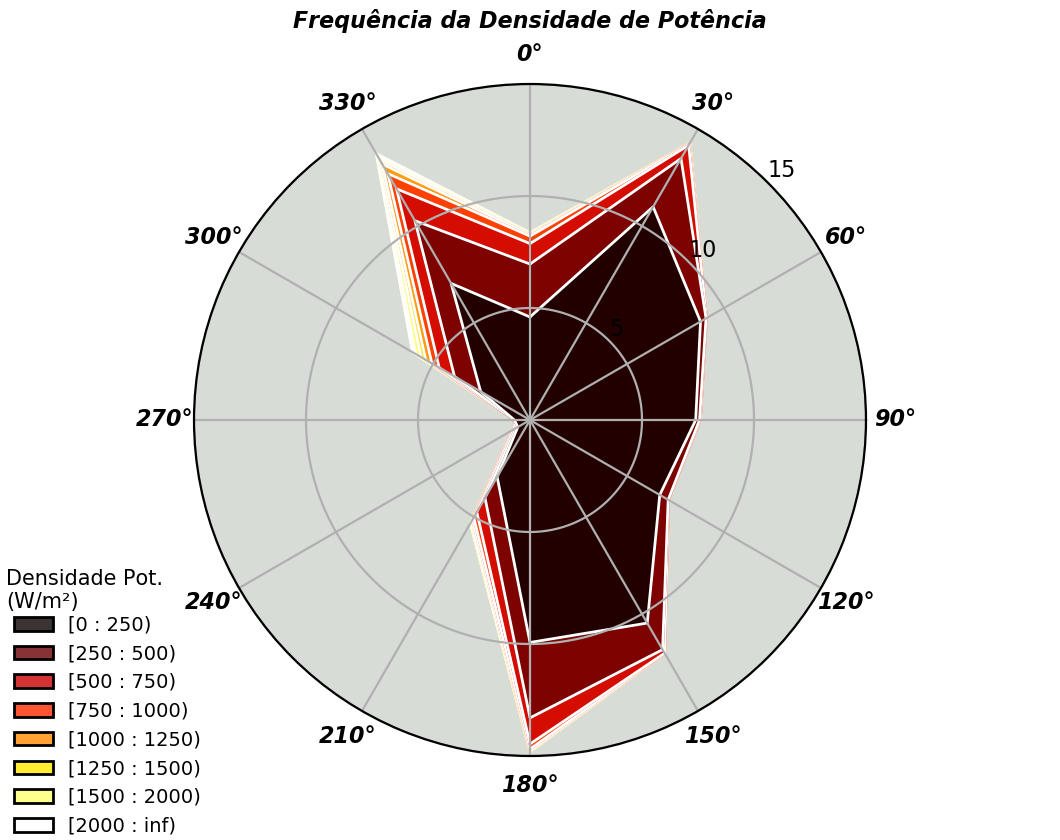 Frequência da Densidade de Potência
0°
330°
30°
15
300°
60°
10
5
270°
90°
240°
120°
210°
150°
180°
Densidade Pot.
(W/m²)
[0 : 250)
[250 : 500)
[500 : 750)
[750 : 1000)
[1000 : 1250)
[1250 : 1500)
[1500 : 2000)
[2000 : inf)